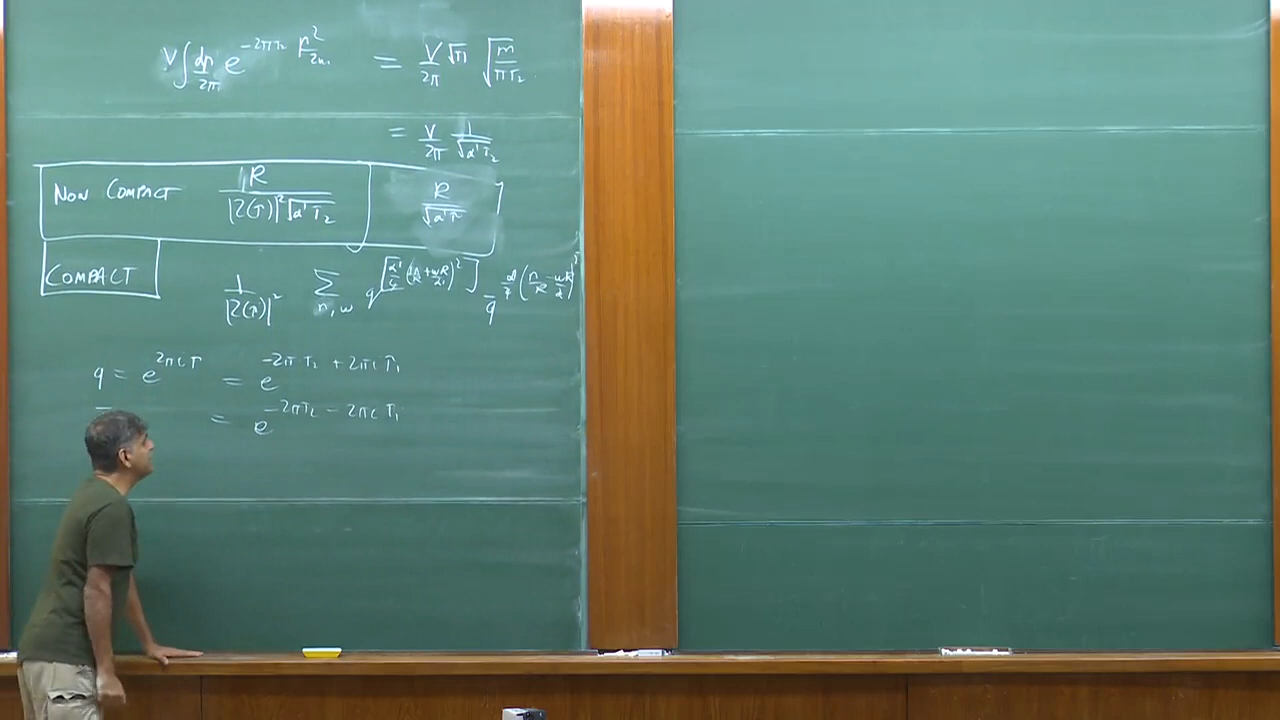 V∫ dp/2π e^{-2πτ₂ p²/2m} = V/2π √π √(m/πτ₂)
= V/2π 1/√(α'τ₂)
NON COMPACT R/(|Z(τ)|² √(α'τ₂)) R/√(α'τ)
COMPACT 1/|Z(τ)|² Σ_{n,w} q^{[α'/4 (n/R + wR/α')²]} q̄^{α'/4 (n/R - wR/α')²}
q = e^{2πiτ} = e^{-2πτ₂ + 2πiτ₁}
= e^{-2πτ₂ - 2πiτ₁}